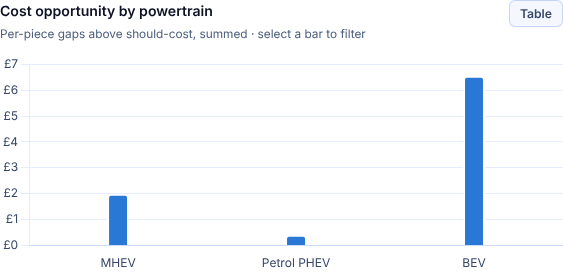 Cost opportunity by powertrain
Table
Per-piece gaps above should-cost, summed · select a bar to filter
£7
£6
£5
£4
£3
£2
£1
£0
MHEV
Petrol PHEV
BEV